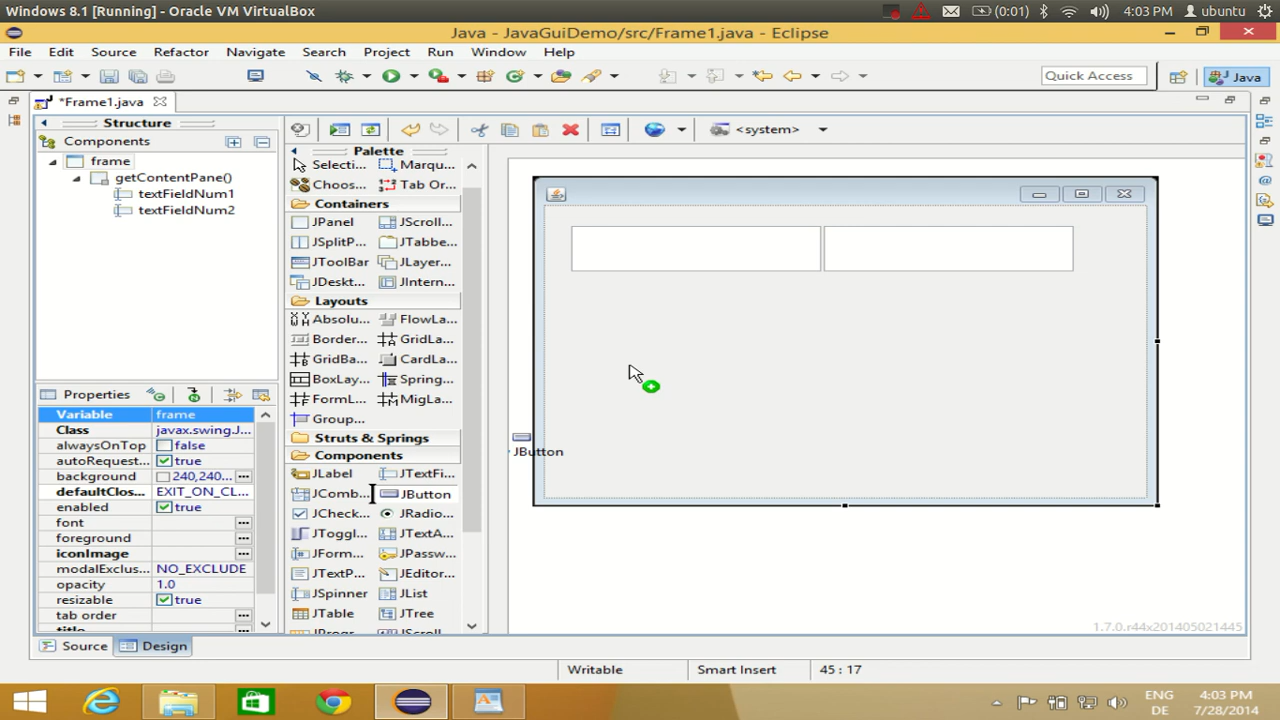 Windows 8.1 [Running] - Oracle VM VirtualBox
(0:01)
4:03 PM
ubuntu
Java - JavaGuiDemo/src/Frame1.java - Eclipse
File Edit Source Refactor Navigate Search Project Run Window Help
Quick Access
Java
*Frame1.java
Structure
Components
frame
getContentPane()
textFieldNum1
textFieldNum2
Properties
Variable frame
Class javax.swing.J...
alwaysOnTop false
autoRequest... true
background 240,240...
defaultClos... EXIT_ON_CL...
enabled true
font
foreground
iconImage
modalExclus... NO_EXCLUDE
opacity 1.0
resizable true
tab order
title
Palette
Selecti... Marqu...
Choos... Tab Or...
Containers
JPanel JScroll...
JSplitP... JTabbe...
JToolBar JLayer...
JDeskt... JIntern...
Layouts
Absolu... FlowLa...
Border... GridLa...
GridBa... CardLa...
BoxLay... Spring...
FormL... MigLa...
Group...
Struts & Springs
Components
JLabel JTextFi...
JComb... JButton
JCheck... JRadio...
JToggl... JTextA...
JForm... JPassw...
JTextP... JEditor...
JSpinner JList
JTable JTree
JProgr... JScroll...
<system>
JButton
1.7.0.r44x201405021445
Source Design
Writable Smart Insert 45 : 17
ENG
DE
4:03 PM
7/28/2014